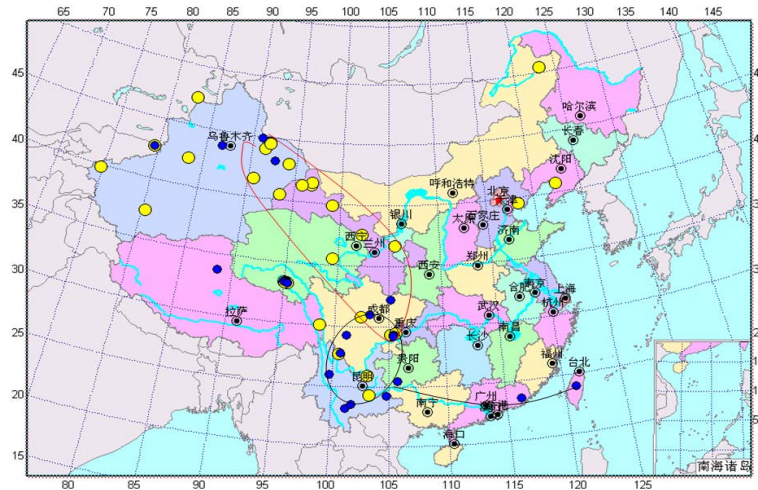 65 70 75 80 85 90 95 100 105 110 115 120 125 130 135 140 145
45
40
35
30
25
20
15
哈尔滨
长春
乌鲁木齐
沈阳
呼和浩特
北京
天津
银川
石家庄
太原
西宁
兰州
济南
西安
郑州
合肥
南京
上海
拉萨
成都
武汉
杭州
重庆
南昌
长沙
贵阳
福州
昆明
台北
广州
南宁
海口
南海诸岛
80 85 90 95 100 105 110 115 120 125